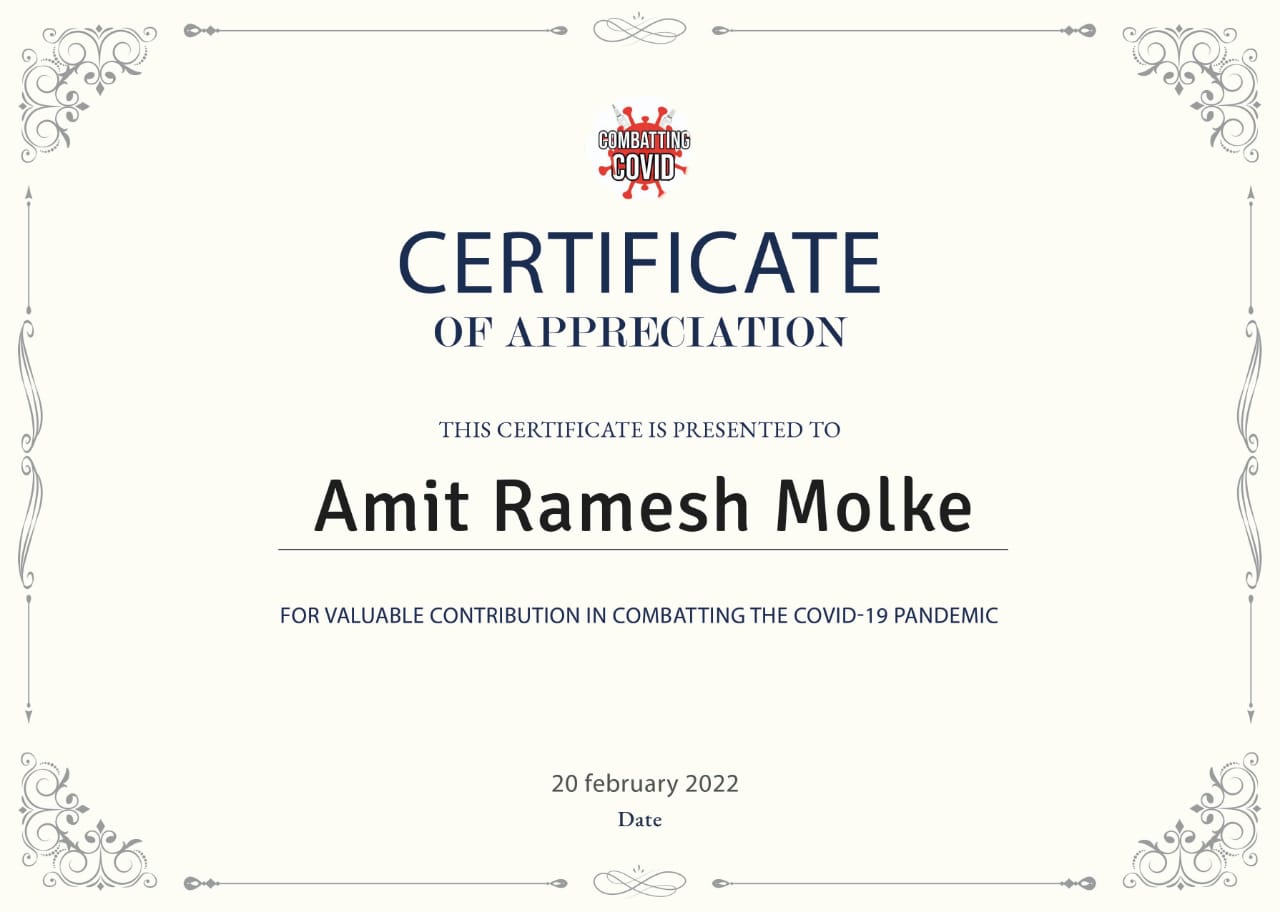 COMBATTING
COVID
CERTIFICATE
OF APPRECIATION
THIS CERTIFICATE IS PRESENTED TO
Amit Ramesh Molke
FOR VALUABLE CONTRIBUTION IN COMBATTING THE COVID-19 PANDEMIC
20 february 2022
Date